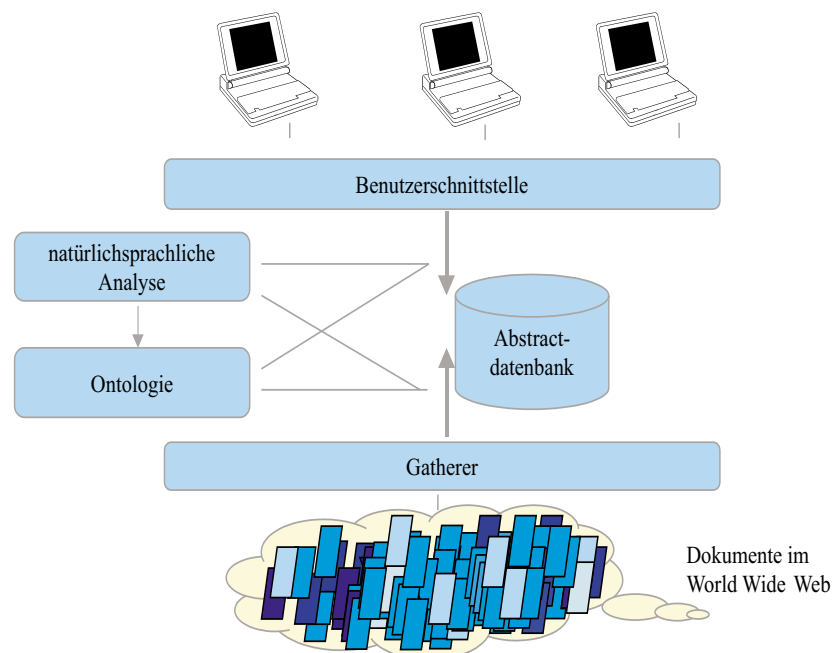 Benutzerschnittstelle
natürlichsprachliche
Analyse
Abstract-
datenbank
Ontologie
Gatherer
Dokumente im
World Wide Web